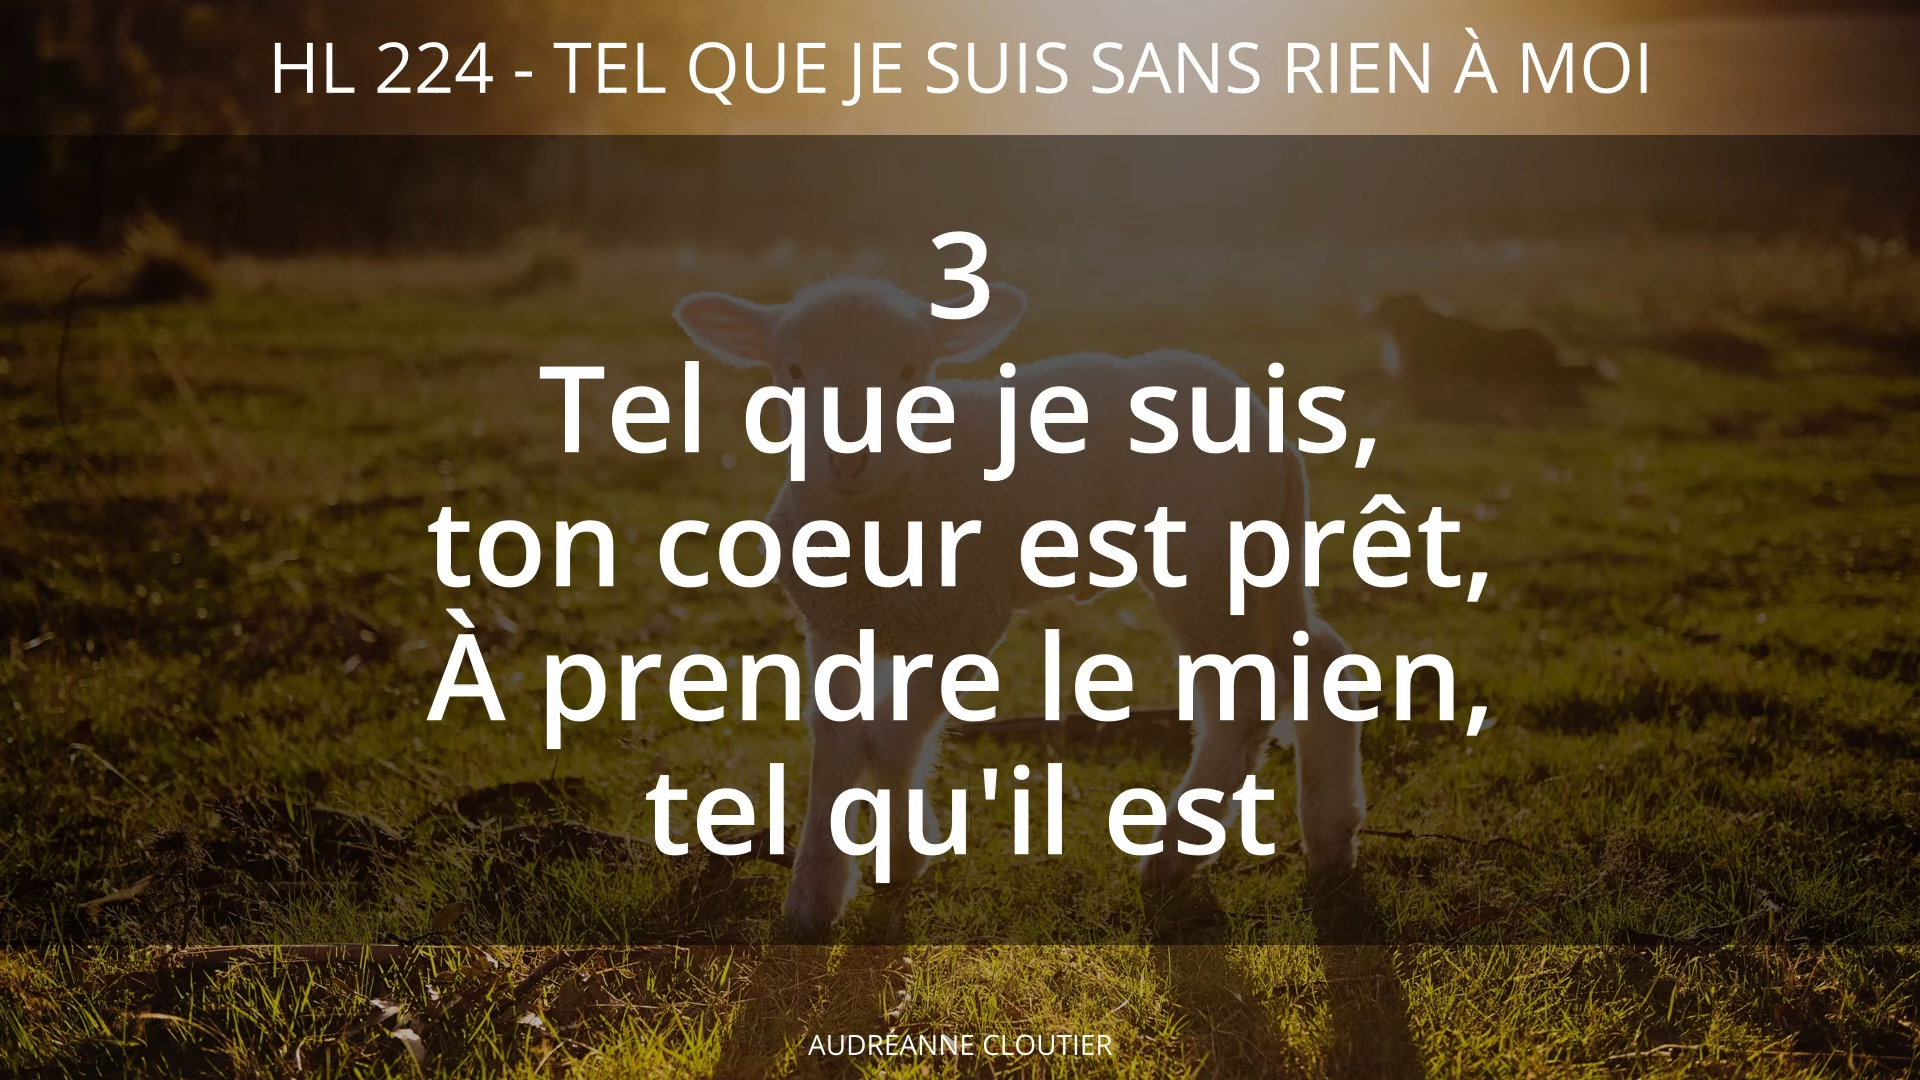 HL 224 - TEL QUE JE SUIS SANS RIEN À MOI
3
Tel que je suis,
ton coeur est prêt,
À prendre le mien,
tel qu'il est
AUDRÉANNE CLOUTIER